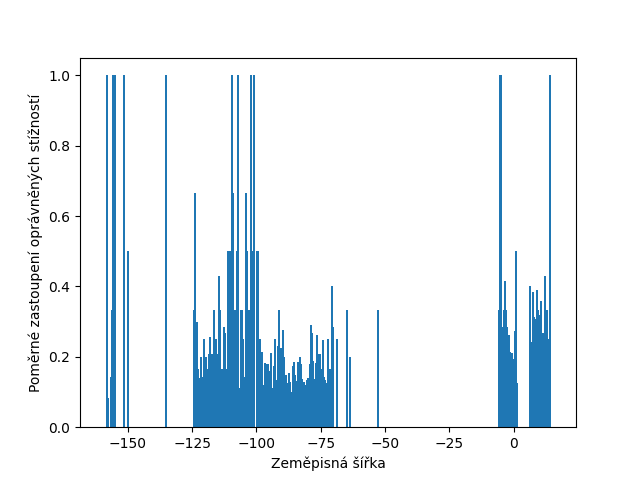 Poměrné zastoupení oprávněných stížností
1.0
0.8
0.6
0.4
0.2
0.0
−150 −125 −100 −75 −50 −25 0
Zeměpisná šířka